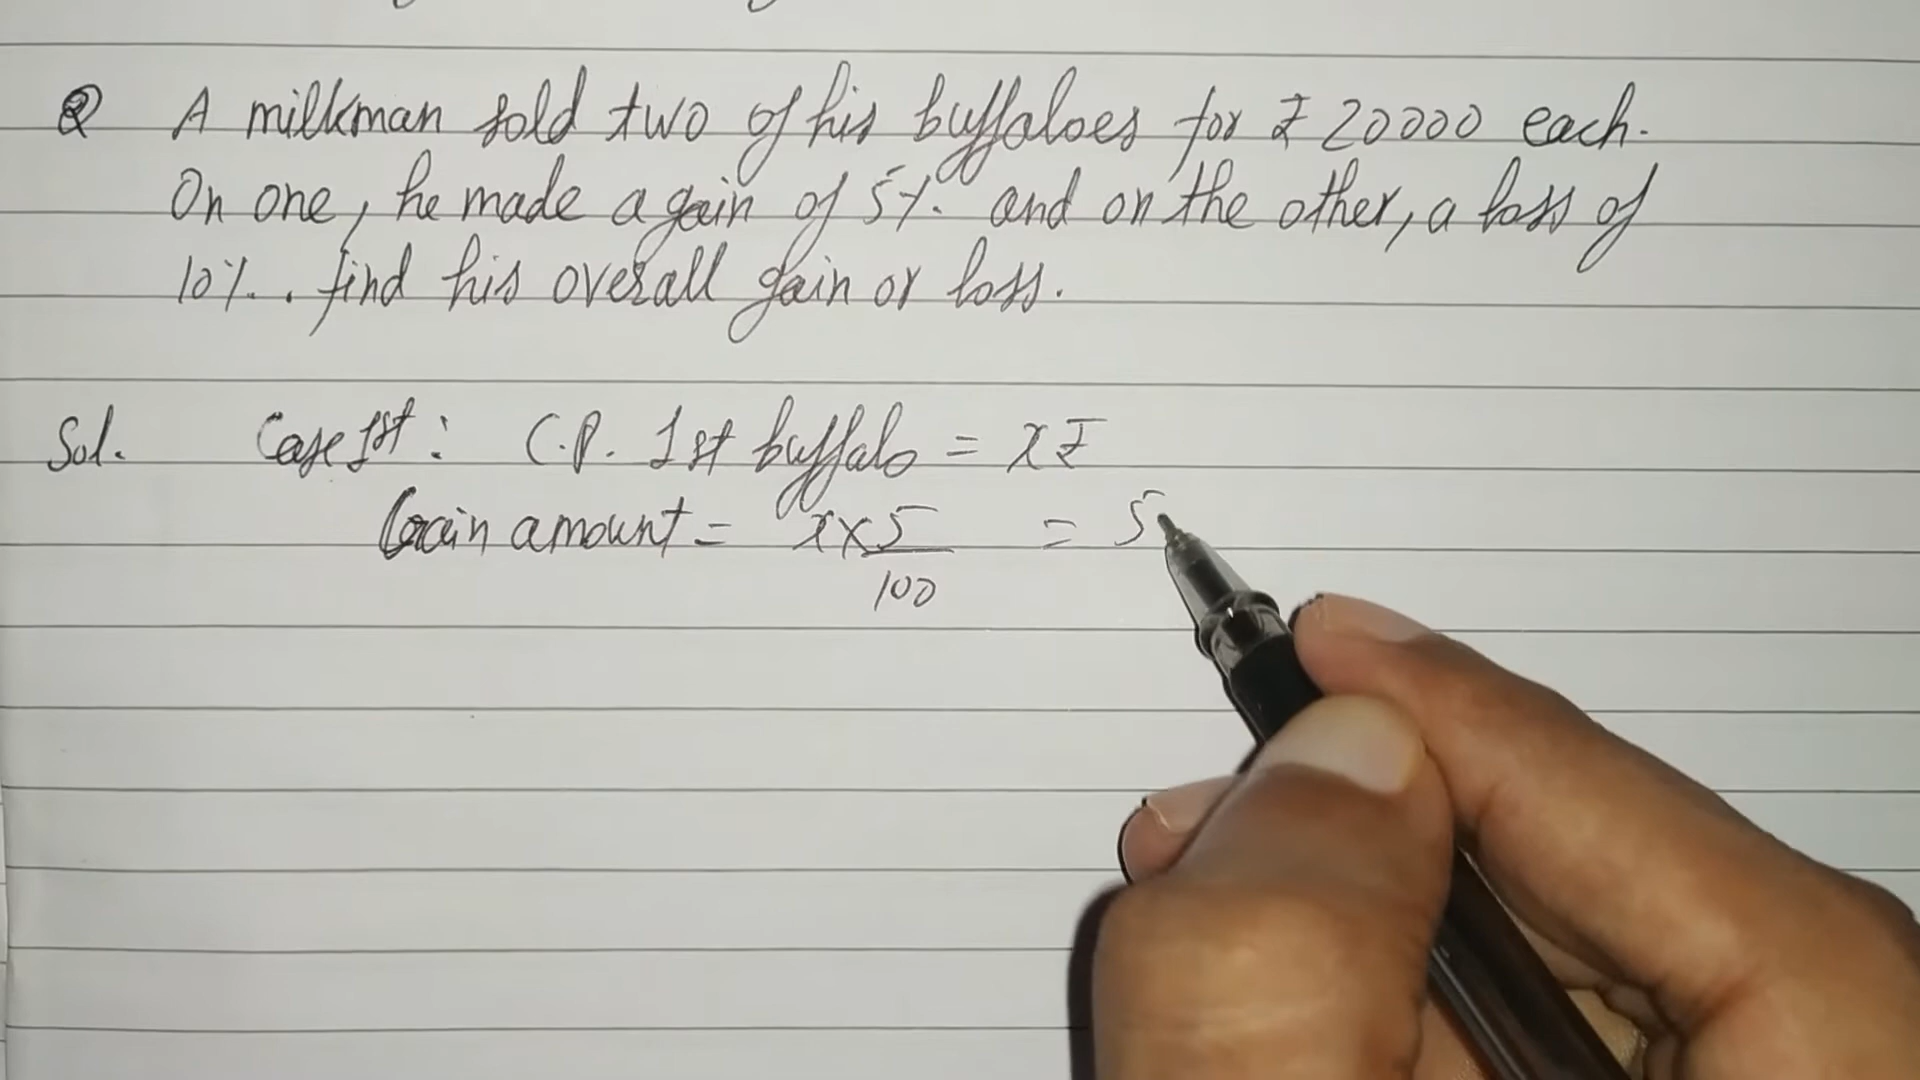 Q A milkman sold two of his buffaloes for ₹ 20000 each.
On one, he made a gain of 5%. and on the other, a loss of
10%.. find his overall gain or loss.
Sol. Case 1st: C.P. 1st buffalo = x₹
Gain amount = x×5/100 = 5